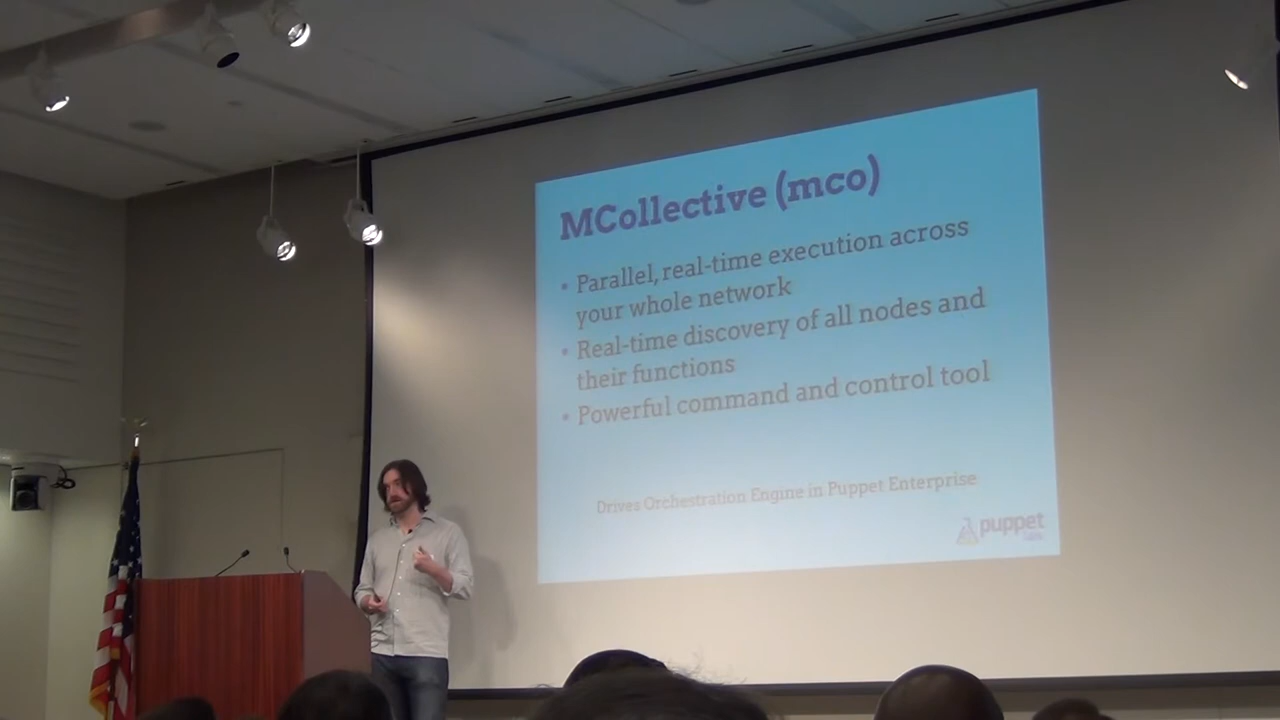 MCollective (mco)
• Parallel, real-time execution across
your whole network
• Real-time discovery of all nodes and
their functions
• Powerful command and control tool
Drives Orchestration Engine in Puppet Enterprise
puppet
labs